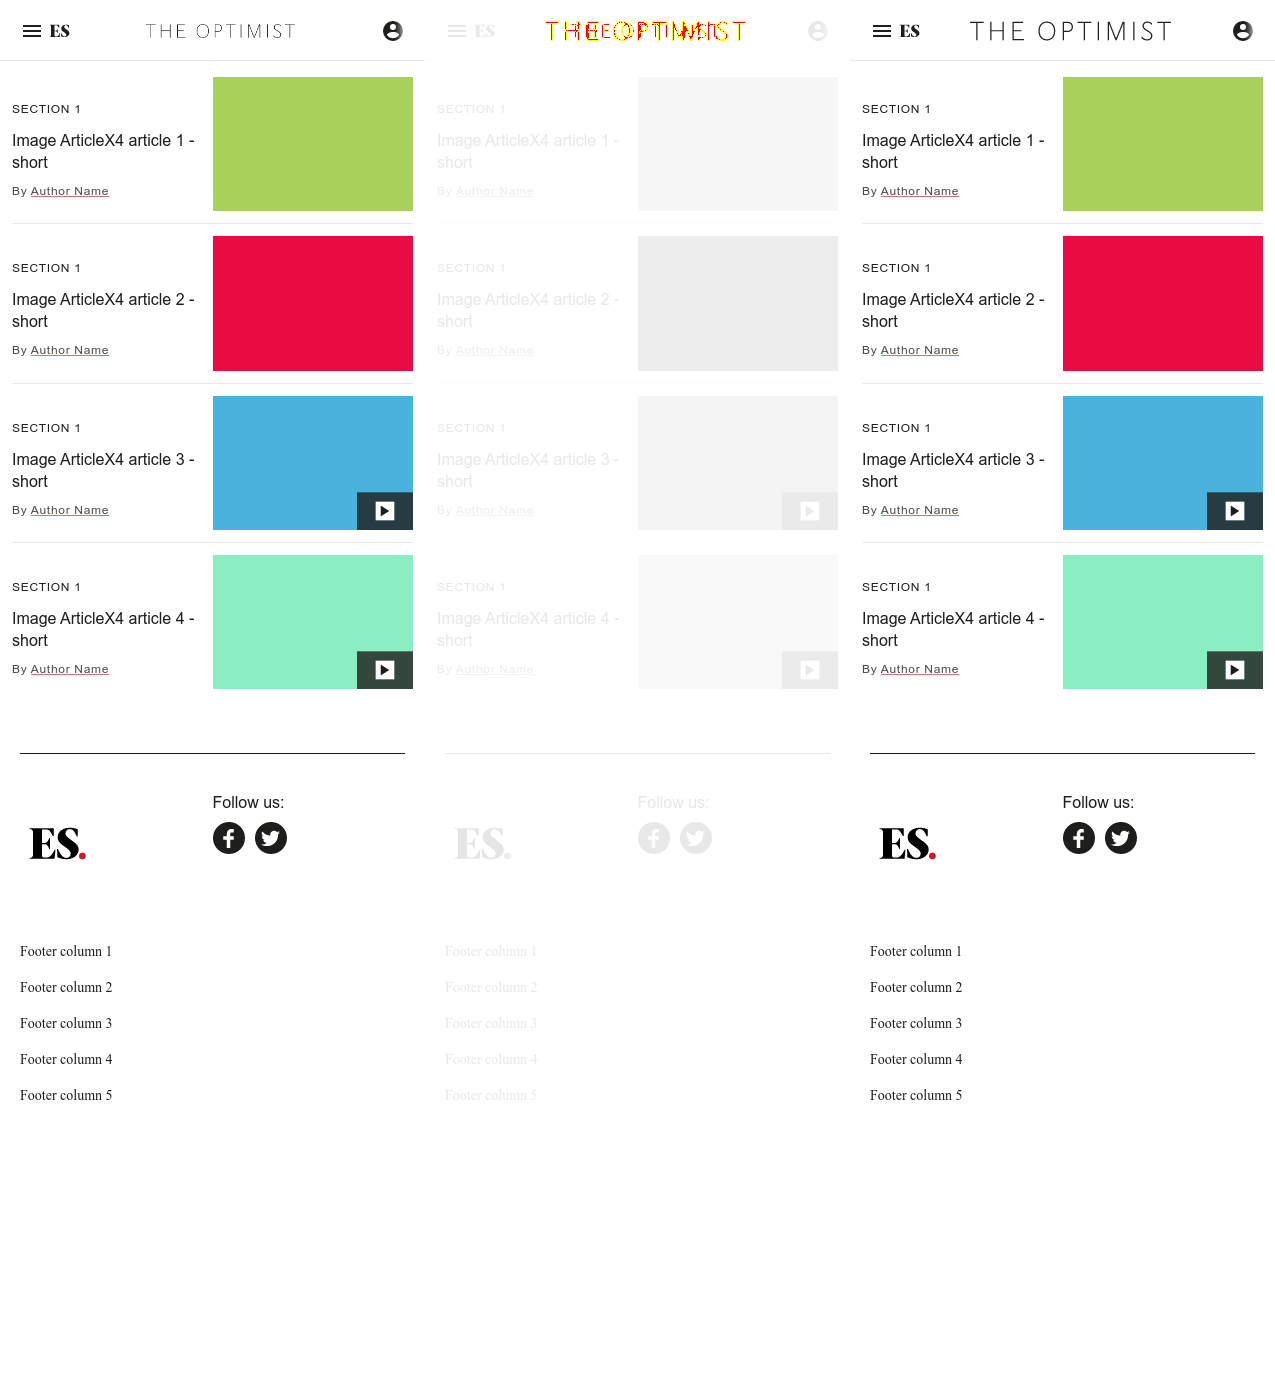 ES THE OPTIMIST
SECTION 1
Image ArticleX4 article 1 -
short
By Author Name
SECTION 1
Image ArticleX4 article 2 -
short
By Author Name
SECTION 1
Image ArticleX4 article 3 -
short
By Author Name
SECTION 1
Image ArticleX4 article 4 -
short
By Author Name
Follow us:
ES.
Footer column 1
Footer column 2
Footer column 3
Footer column 4
Footer column 5
ES THE OPTIMIST
SECTION 1
Image ArticleX4 article 1 -
short
By Author Name
SECTION 1
Image ArticleX4 article 2 -
short
By Author Name
SECTION 1
Image ArticleX4 article 3 -
short
By Author Name
SECTION 1
Image ArticleX4 article 4 -
short
By Author Name
Follow us:
ES.
Footer column 1
Footer column 2
Footer column 3
Footer column 4
Footer column 5
ES THE OPTIMIST
SECTION 1
Image ArticleX4 article 1 -
short
By Author Name
SECTION 1
Image ArticleX4 article 2 -
short
By Author Name
SECTION 1
Image ArticleX4 article 3 -
short
By Author Name
SECTION 1
Image ArticleX4 article 4 -
short
By Author Name
Follow us:
ES.
Footer column 1
Footer column 2
Footer column 3
Footer column 4
Footer column 5